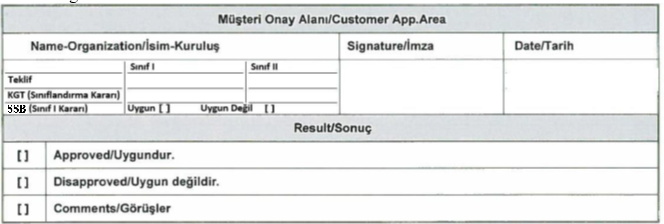 Müşteri Onay Alanı/Customer App.Area
Name-Organization/İsim-Kuruluş Signature/İmza Date/Tarih
Sınıf I Sınıf II
Teklif
KGT (Sınıflandırma Kararı)
SSB (Sınıf I Kararı) Uygun [ ] Uygun Değil [ ]
Result/Sonuç
[ ] Approved/Uygundur.
[ ] Disapproved/Uygun değildir.
[ ] Comments/Görüşler